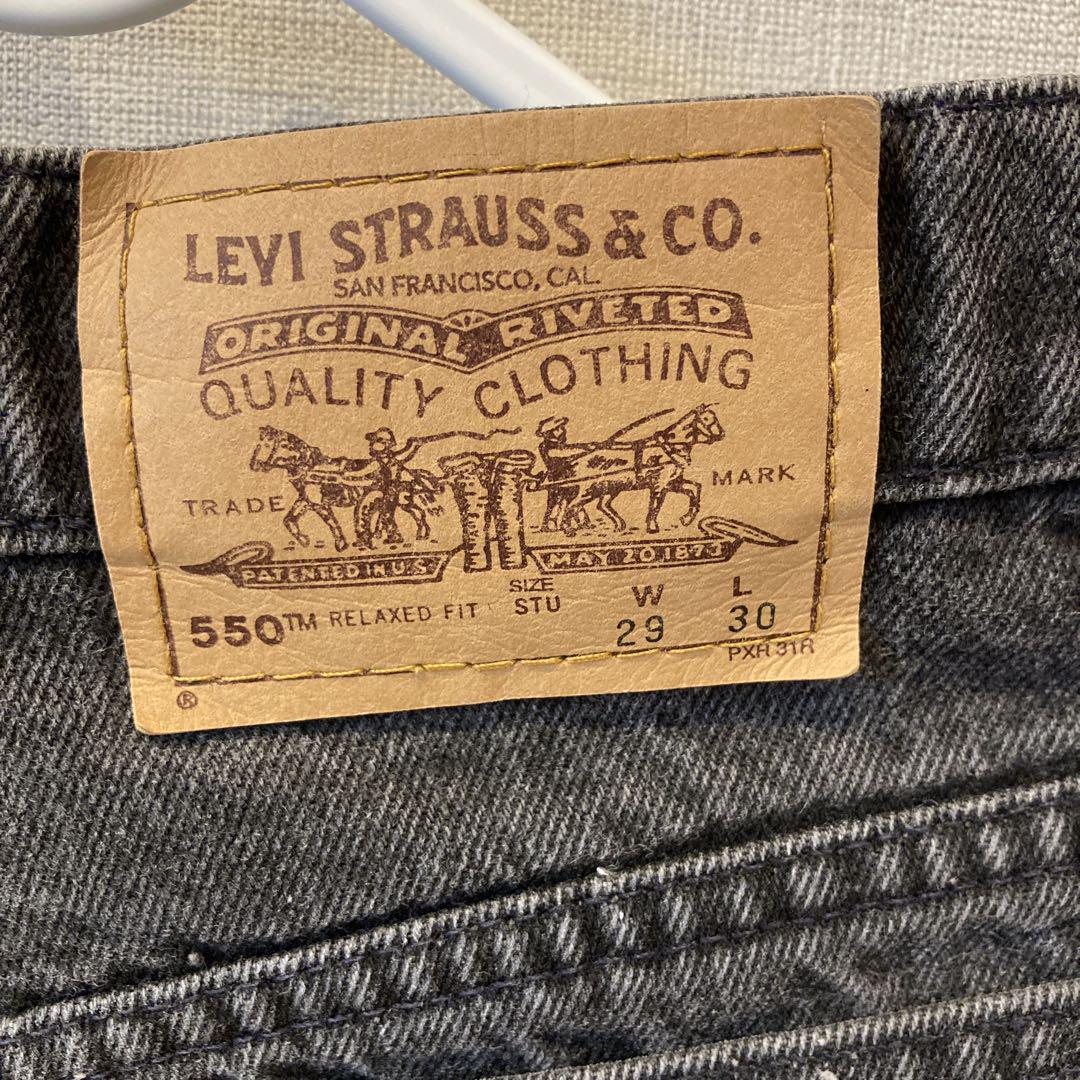 LEVI STRAUSS & CO.
SAN FRANCISCO, CAL.
ORIGINAL RIVETED
QUALITY CLOTHING
TRADE MARK
PATENTED IN U.S. MAY 20, 1873
550™ RELAXED FIT SIZE STU W 29 L 30
PXR 31R
®